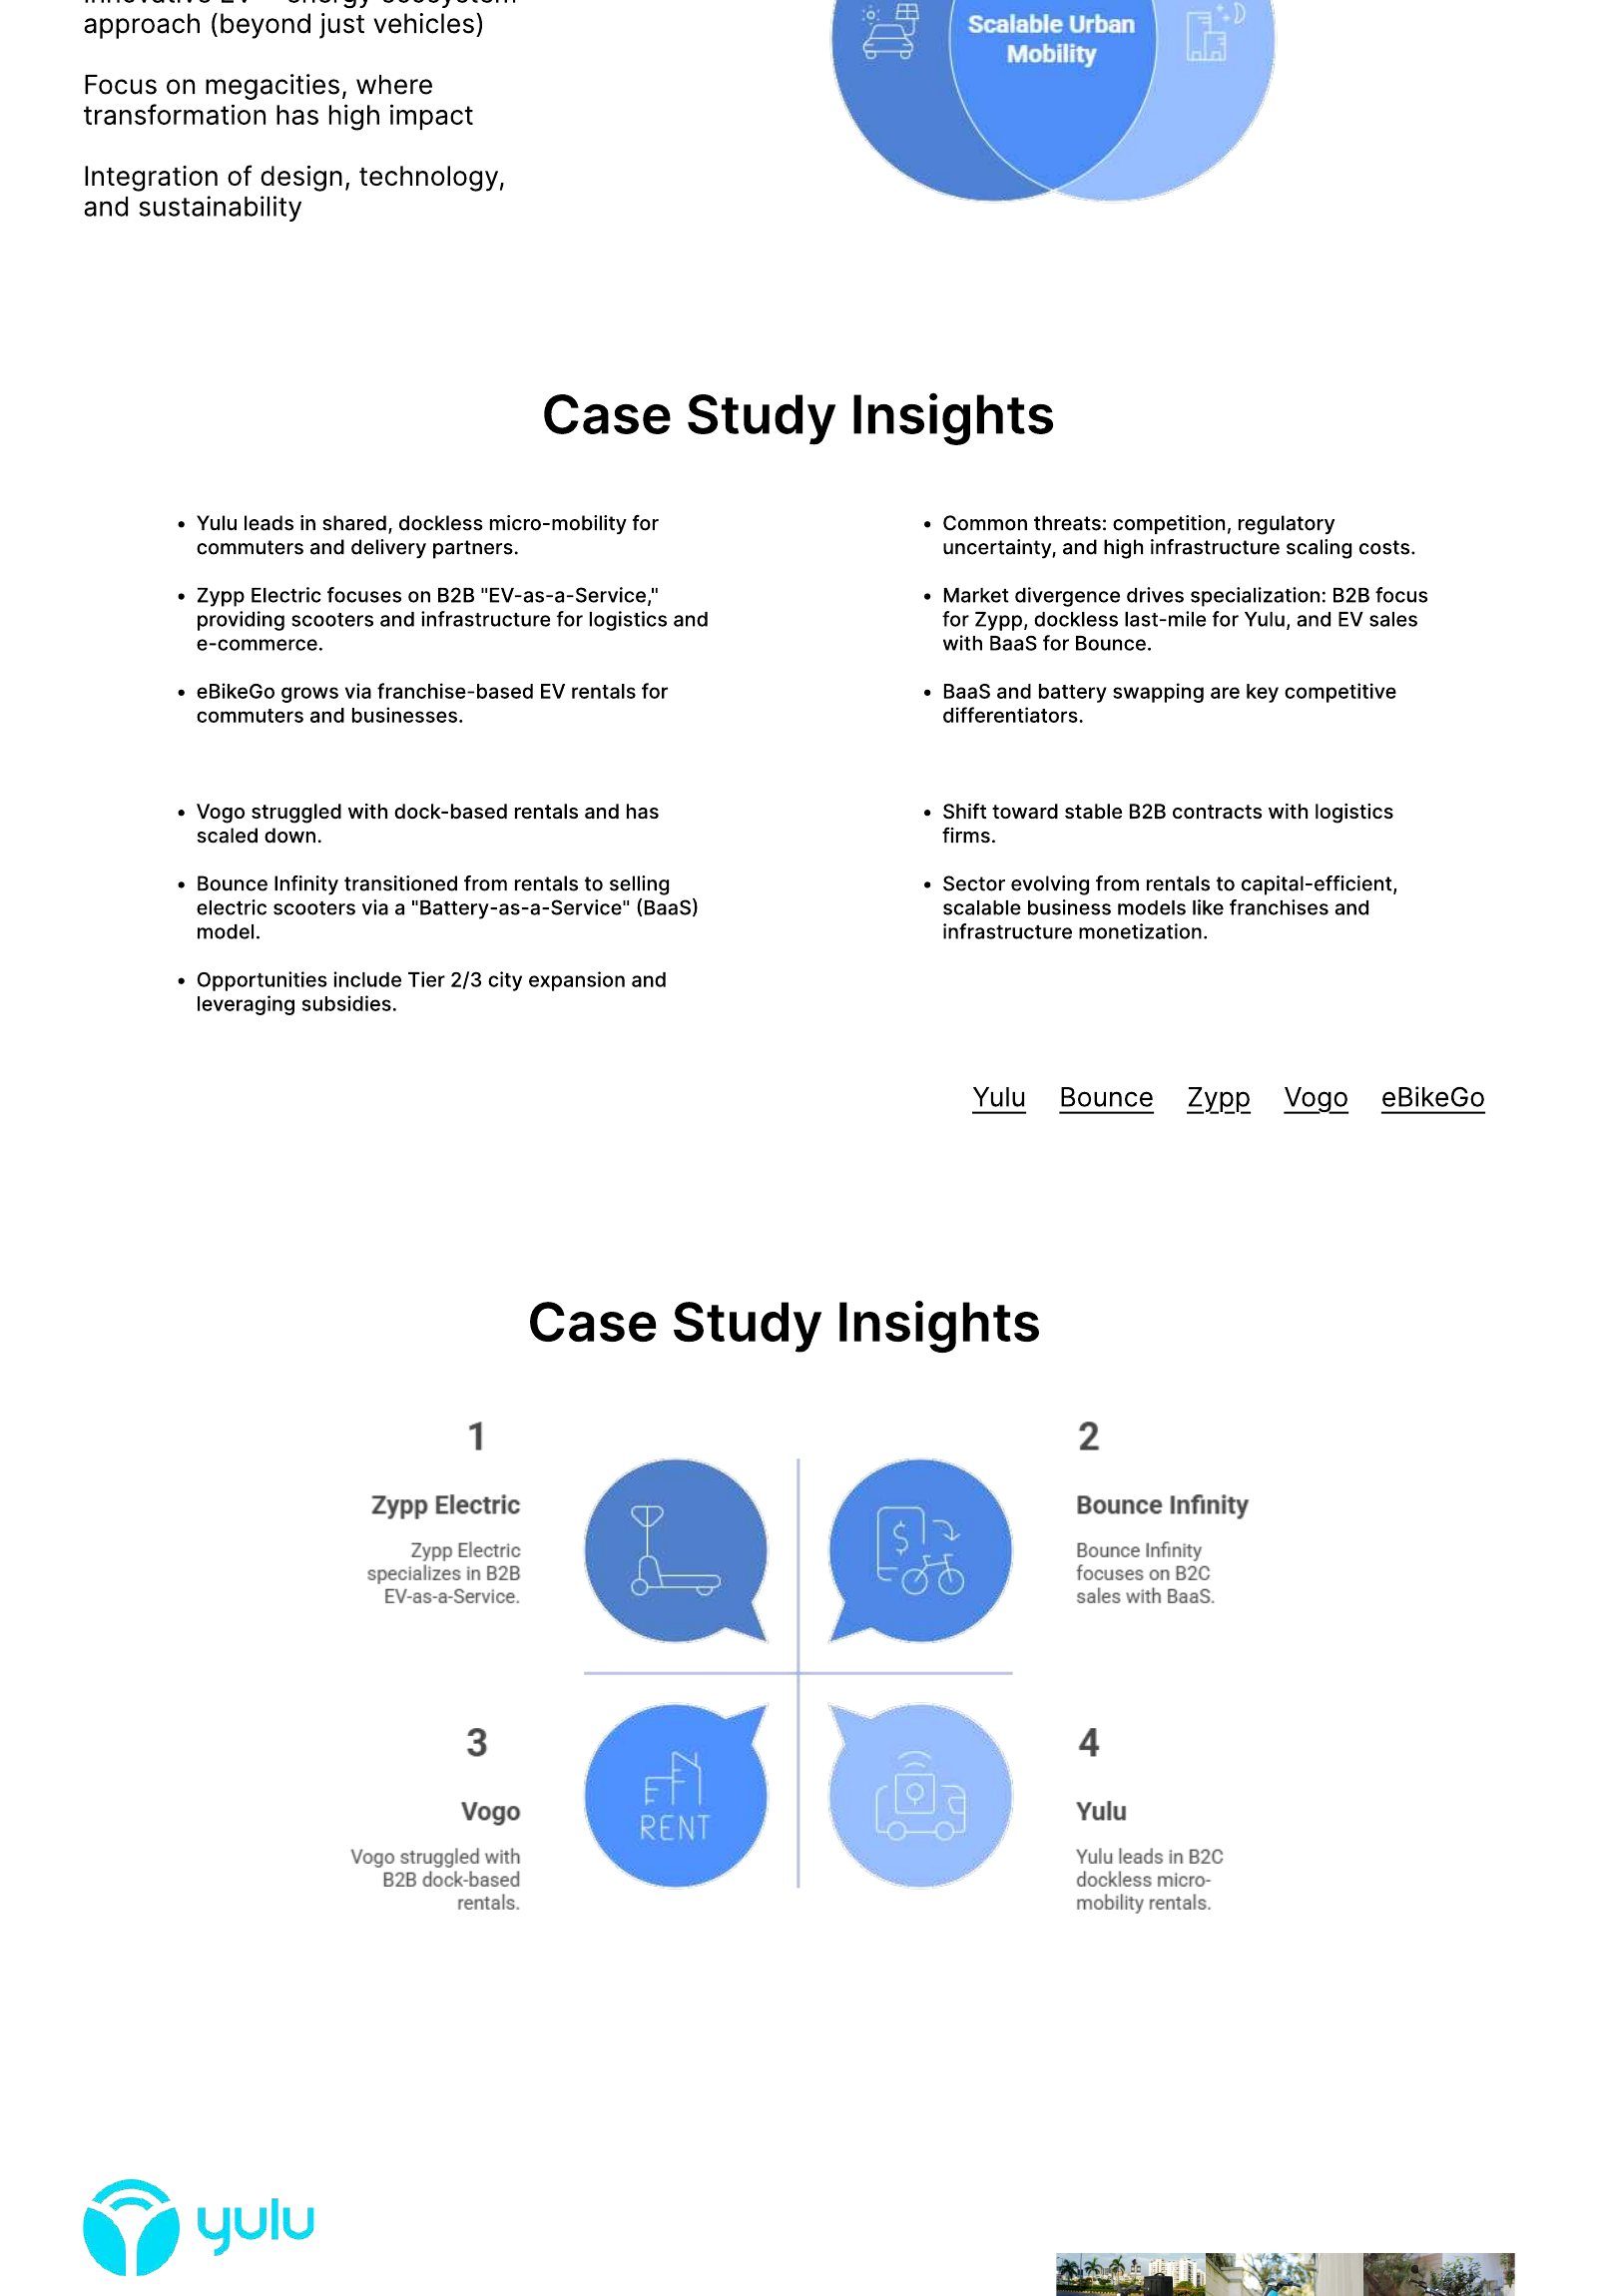 approach (beyond just vehicles)
Focus on megacities, where
transformation has high impact
Integration of design, technology,
and sustainability
Scalable Urban
Mobility
Case Study Insights
• Yulu leads in shared, dockless micro-mobility for
commuters and delivery partners.
• Zypp Electric focuses on B2B "EV-as-a-Service,"
providing scooters and infrastructure for logistics and
e-commerce.
• eBikeGo grows via franchise-based EV rentals for
commuters and businesses.
• Vogo struggled with dock-based rentals and has
scaled down.
• Bounce Infinity transitioned from rentals to selling
electric scooters via a "Battery-as-a-Service" (BaaS)
model.
• Opportunities include Tier 2/3 city expansion and
leveraging subsidies.
• Common threats: competition, regulatory
uncertainty, and high infrastructure scaling costs.
• Market divergence drives specialization: B2B focus
for Zypp, dockless last-mile for Yulu, and EV sales
with BaaS for Bounce.
• BaaS and battery swapping are key competitive
differentiators.
• Shift toward stable B2B contracts with logistics
firms.
• Sector evolving from rentals to capital-efficient,
scalable business models like franchises and
infrastructure monetization.
Yulu Bounce Zypp Vogo eBikeGo
Case Study Insights
1
Zypp Electric
Zypp Electric
specializes in B2B
EV-as-a-Service.
2
Bounce Infinity
Bounce Infinity
focuses on B2C
sales with BaaS.
$
3
Vogo
Vogo struggled with
B2B dock-based
rentals.
RENT
4
Yulu
Yulu leads in B2C
dockless micro-
mobility rentals.
yulu